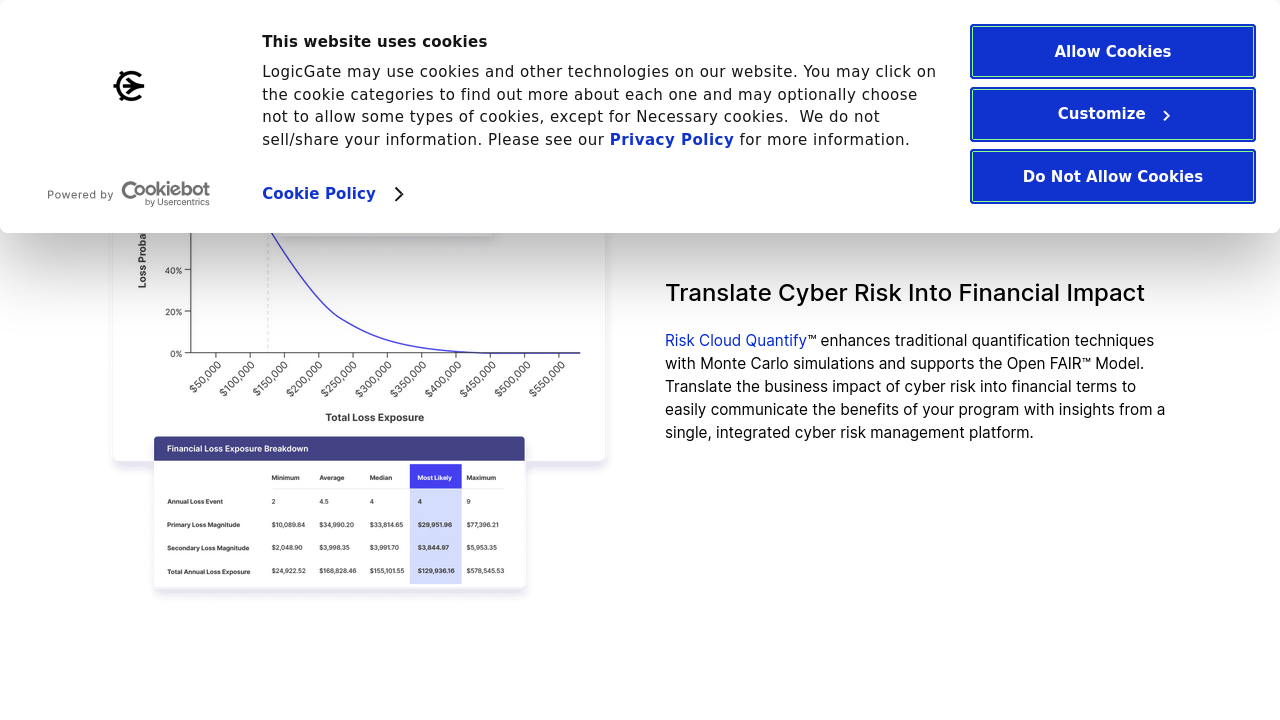 This website uses cookies
LogicGate may use cookies and other technologies on our website. You may click on
the cookie categories to find out more about each one and may optionally choose
not to allow some types of cookies, except for Necessary cookies.  We do not
sell/share your information. Please see our Privacy Policy for more information.
Cookie Policy
Powered by Cookiebot
by Usercentrics
Allow Cookies
Customize
Do Not Allow Cookies
40%
20%
0%
$50,000
$100,000
$150,000
$200,000
$250,000
$300,000
$350,000
$400,000
$450,000
$500,000
$550,000
Loss
Total Loss Exposure
Financial Loss Exposure Breakdown
Minimum Average Median Most Likely Maximum
Annual Loss Event 2 4.5 4 4 9
Primary Loss Magnitude $10,089.84 $34,990.20 $33,814.65 $29,951.96 $77,396.21
Secondary Loss Magnitude $2,048.90 $3,998.35 $3,991.70 $3,844.97 $5,953.35
Total Annual Loss Exposure $24,922.52 $168,828.46 $155,101.55 $129,936.16 $578,545.53
Translate Cyber Risk Into Financial Impact
Risk Cloud Quantify™ enhances traditional quantification techniques
with Monte Carlo simulations and supports the Open FAIR™ Model.
Translate the business impact of cyber risk into financial terms to
easily communicate the benefits of your program with insights from a
single, integrated cyber risk management platform.